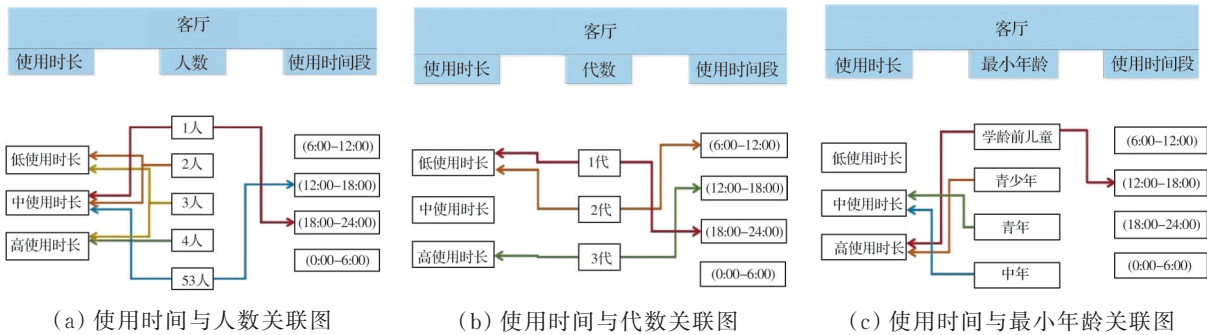 客厅
使用时长 人数 使用时间段
1人
2人
3人
4人
53人
低使用时长
中使用时长
高使用时长
(6:00-12:00)
(12:00-18:00)
(18:00-24:00)
(0:00-6:00)
(a) 使用时间与人数关联图
客厅
使用时长 代数 使用时间段
低使用时长
中使用时长
高使用时长
1代
2代
3代
(6:00-12:00)
(12:00-18:00)
(18:00-24:00)
(0:00-6:00)
(b) 使用时间与代数关联图
客厅
使用时长 最小年龄 使用时间段
低使用时长
中使用时长
高使用时长
学龄前儿童
青少年
青年
中年
(6:00-12:00)
(12:00-18:00)
(18:00-24:00)
(0:00-6:00)
(c) 使用时间与最小年龄关联图